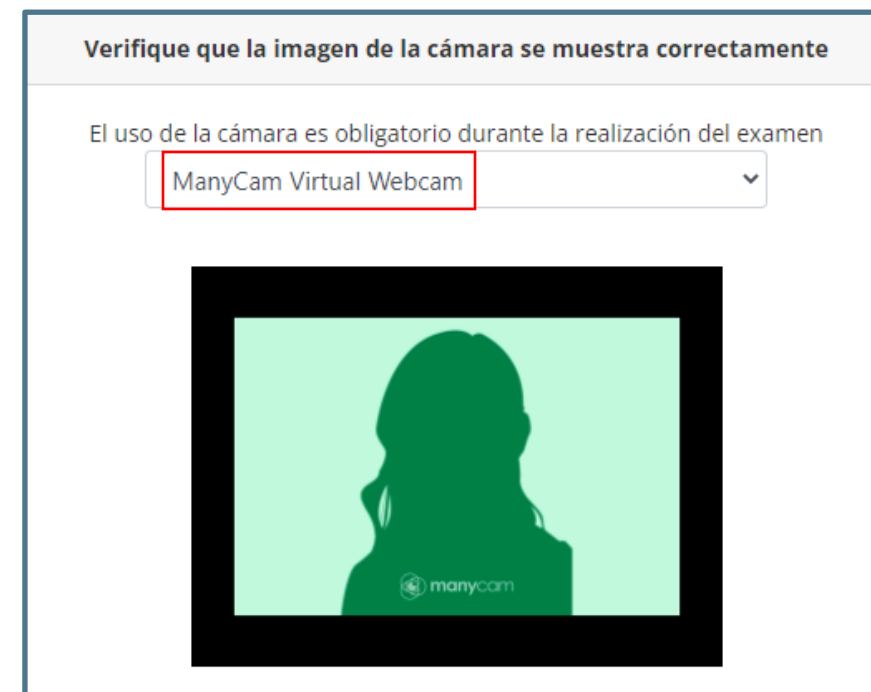 Verifique que la imagen de la cámara se muestra correctamente
El uso de la cámara es obligatorio durante la realización del examen
ManyCam Virtual Webcam
manycam